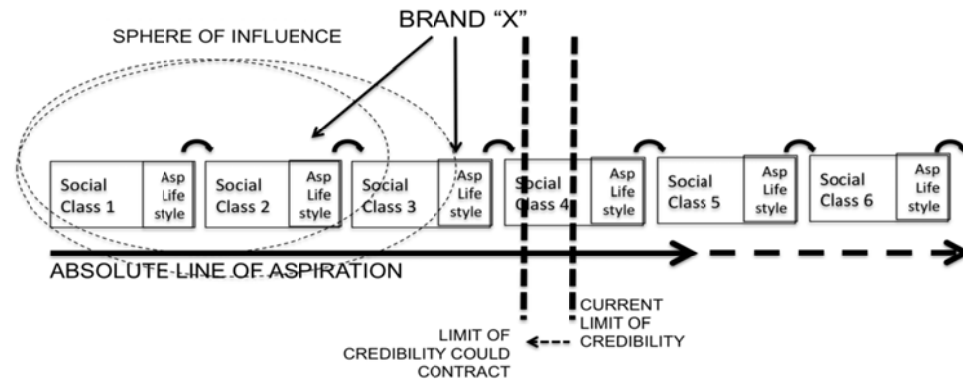 BRAND “X”
SPHERE OF INFLUENCE
Social
Class 1
Asp
Life
style
Social
Class 2
Asp
Life
style
Social
Class 3
Asp
Life
style
Social
Class 4
Asp
Life
style
Social
Class 5
Asp
Life
style
Social
Class 6
Asp
Life
style
ABSOLUTE LINE OF ASPIRATION
LIMIT OF
CREDIBILITY COULD
CONTRACT
CURRENT
LIMIT OF
CREDIBILITY